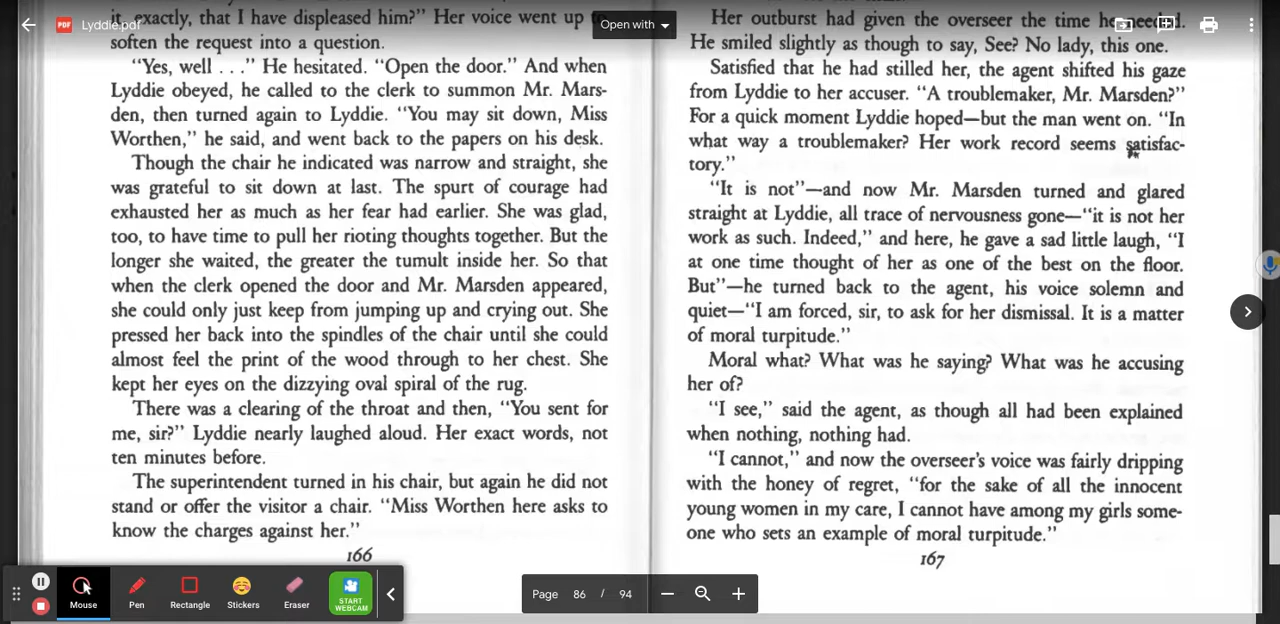 it, exactly, that I have displeased him?” Her voice went up
soften the request into a question.
“Yes, well . . .” He hesitated. “Open the door.” And when
Lyddie obeyed, he called to the clerk to summon Mr. Mars-
den, then turned again to Lyddie. “You may sit down, Miss
Worthen,” he said, and went back to the papers on his desk.
Though the chair he indicated was narrow and straight, she
was grateful to sit down at last. The spurt of courage had
exhausted her as much as her fear had earlier. She was glad,
too, to have time to pull her rioting thoughts together. But the
longer she waited, the greater the tumult inside her. So that
when the clerk opened the door and Mr. Marsden appeared,
she could only just keep from jumping up and crying out. She
pressed her back into the spindles of the chair until she could
almost feel the print of the wood through to her chest. She
kept her eyes on the dizzying oval spiral of the rug.
There was a clearing of the throat and then, “You sent for
me, sir?” Lyddie nearly laughed aloud. Her exact words, not
ten minutes before.
The superintendent turned in his chair, but again he did not
stand or offer the visitor a chair. “Miss Worthen here asks to
know the charges against her.”
166
Her outburst had given the overseer the time he needed.
He smiled slightly as though to say, See? No lady, this one.
Satisfied that he had stilled her, the agent shifted his gaze
from Lyddie to her accuser. “A troublemaker, Mr. Marsden?”
For a quick moment Lyddie hoped—but the man went on. “In
what way a troublemaker? Her work record seems satisfac-
tory.”
“It is not”—and now Mr. Marsden turned and glared
straight at Lyddie, all trace of nervousness gone—“it is not her
work as such. Indeed,” and here, he gave a sad little laugh, “I
at one time thought of her as one of the best on the floor.
But”—he turned back to the agent, his voice solemn and
quiet—“I am forced, sir, to ask for her dismissal. It is a matter
of moral turpitude.”
Moral what? What was he saying? What was he accusing
her of?
“I see,” said the agent, as though all had been explained
when nothing, nothing had.
“I cannot,” and now the overseer’s voice was fairly dripping
with the honey of regret, “for the sake of all the innocent
young women in my care, I cannot have among my girls some-
one who sets an example of moral turpitude.”
167
PDF
Lyddie.pdf
Open with
Mouse
Pen
Rectangle
Stickers
Eraser
START
WEBCAM
Page 86 / 94